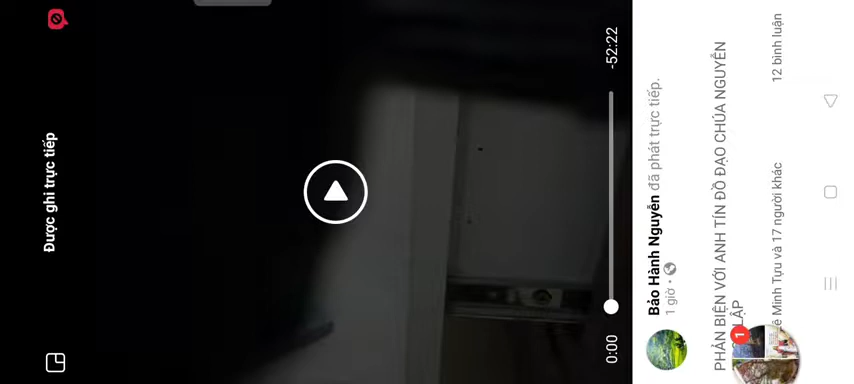 Được ghi trực tiếp
0:00
-52:22
Bảo Hành Nguyễn đã phát trực tiếp.
1 giờ •
PHẢN BIỆN VỚI ANH TÍN ĐỒ ĐẠO CHÚA NGUYỄN
LẬP
Minh Tựu và 17 người khác
12 bình luận
1